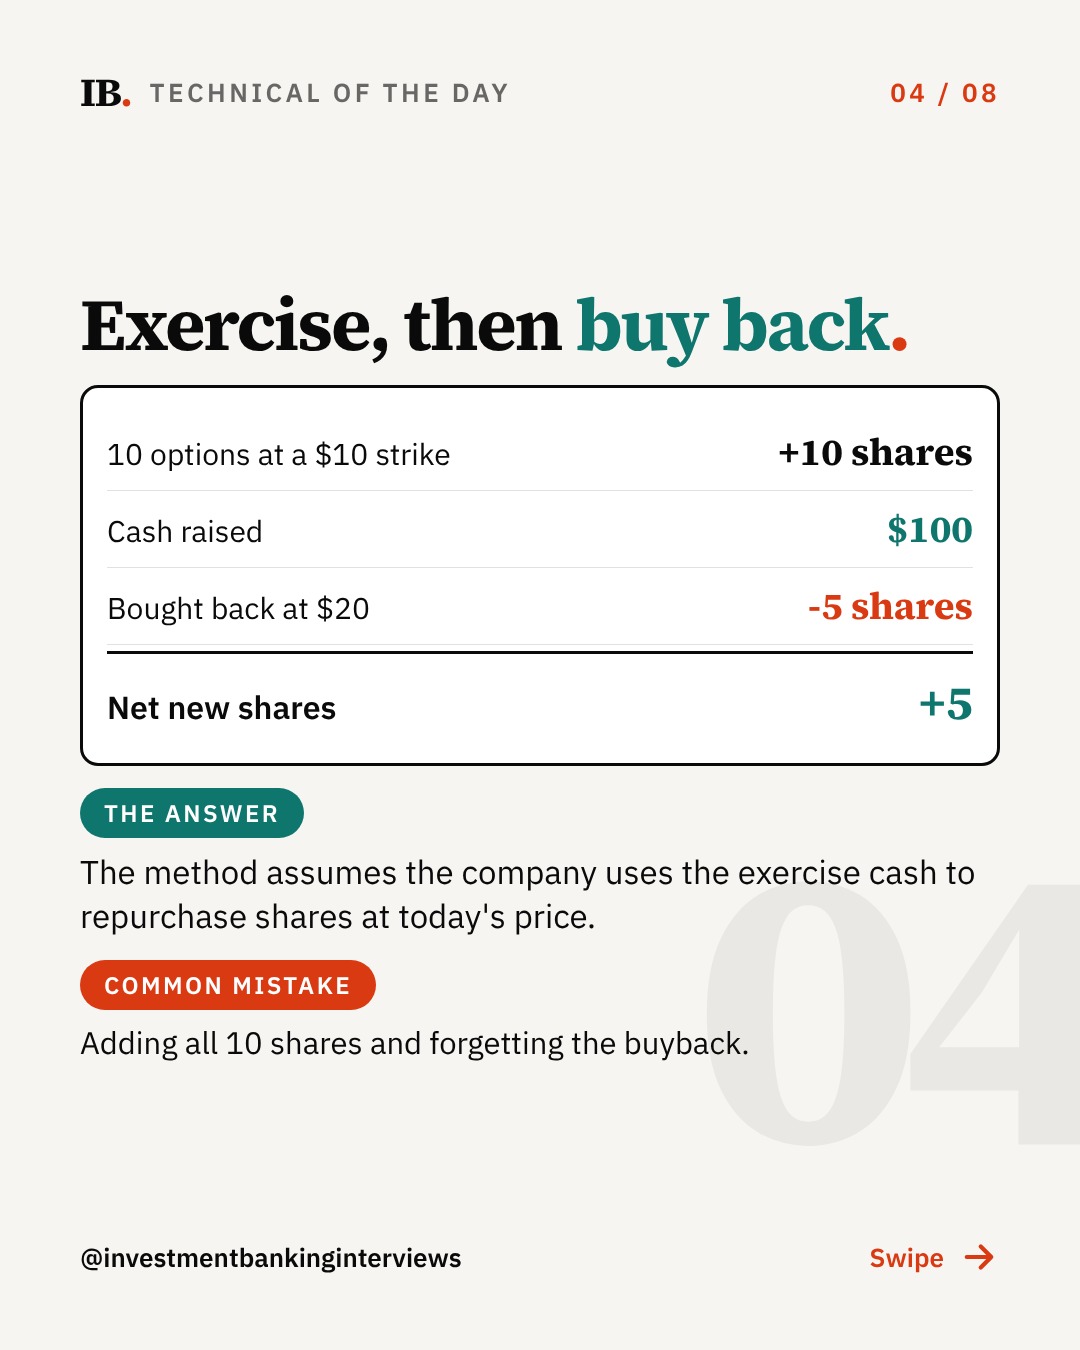 IB. TECHNICAL OF THE DAY
04 / 08
Exercise, then buy back.
10 options at a $10 strike +10 shares
Cash raised $100
Bought back at $20 -5 shares
Net new shares +5
THE ANSWER
The method assumes the company uses the exercise cash to
repurchase shares at today's price.
COMMON MISTAKE
Adding all 10 shares and forgetting the buyback.
04
@investmentbankinginterviews
Swipe →